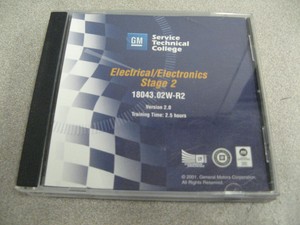 GM
Service
Technical
College
Electrical/Electronics
Stage 2
18043.02W-R2
Version 2.0
Training Time: 2.5 hours
© 2001, General Motors Corporation
All Rights Reserved.